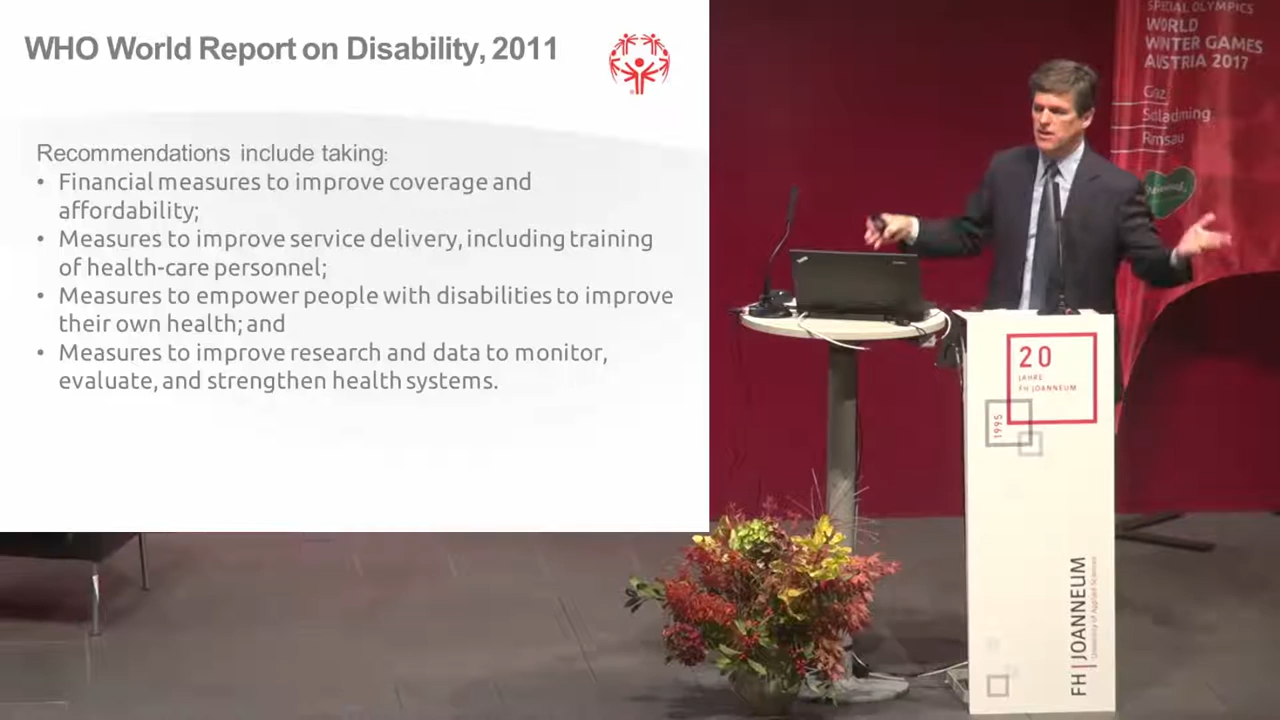 WHO World Report on Disability, 2011
Recommendations include taking:
• Financial measures to improve coverage and
affordability;
• Measures to improve service delivery, including training
of health-care personnel;
• Measures to empower people with disabilities to improve
their own health; and
• Measures to improve research and data to monitor,
evaluate, and strengthen health systems.
SPECIAL OLYMPICS
WORLD
WINTER GAMES
AUSTRIA 2017
Graz
Schladming
Ramsau
20
JAHRE
FH JOANNEUM
1995
FH | JOANNEUM
University of Applied Sciences